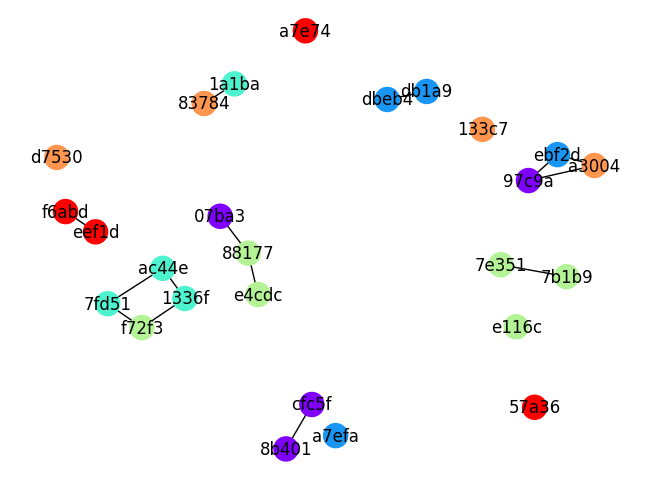 a7e74
1a1ba
83784
dbeb4
db1a9
133c7
d7530
ebf2d
a3004
97c9a
f6abd
eef1d
07ba3
88177
ac44e
e4cdc
7fd51
1336f
f72f3
7e351
7b1b9
e116c
cfc5f
57a36
8b401
a7efa